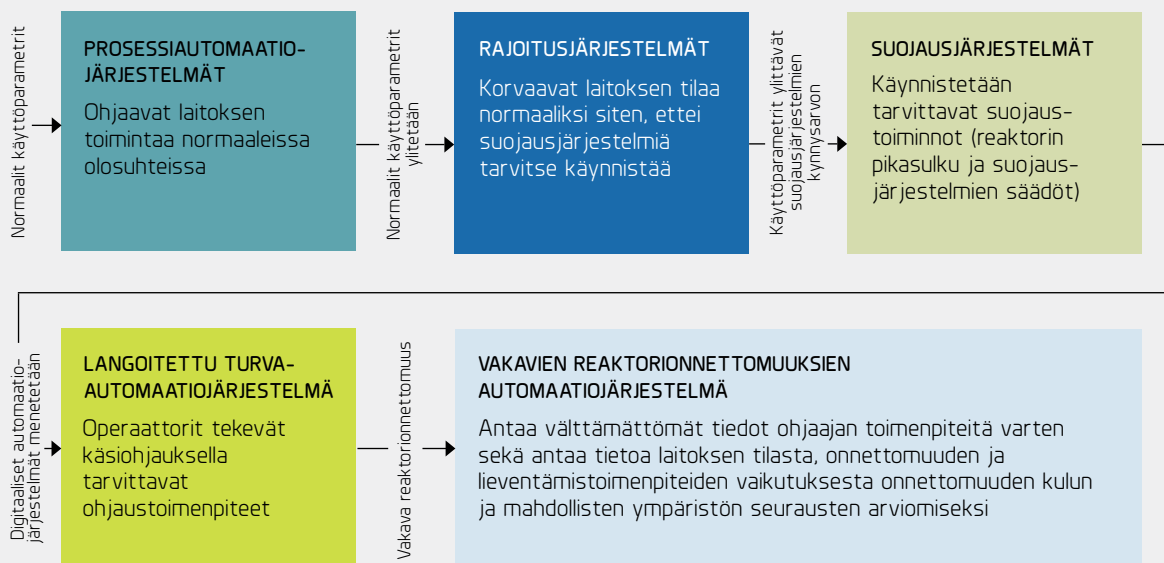 Normaalit käyttöparametrit
PROSESSIAUTOMAATIO-
JÄRJESTELMÄT
Ohjaavat laitoksen
toimintaa normaaleissa
olosuhteissa
Normaalit käyttöparametrit
ylitetään
RAJOITUSJÄRJESTELMÄT
Korvaavat laitoksen tilaa
normaaliksi siten, ettei
suojausjärjestelmiä
tarvitse käynnistää
Käyttöparametrit ylittävät
suojausjärjestelmien
kynnysarvon
SUOJAUSJÄRJESTELMÄT
Käynnistetään
tarvittavat suojaus-
toiminnot (reaktorin
pikasulku ja suojaus-
järjestelmien säädöt)
Digitaaliset automaatio-
järjestelmät menetetään
LANGOITETTU TURVA-
AUTOMAATIOJÄRJESTELMÄ
Operaattorit tekevät
käsiohjauksella
tarvittavat
ohjaustoimenpiteet
Vakava reaktorionnettomuus
VAKAVIEN REAKTORIONNETTOMUUKSIEN
AUTOMAATIOJÄRJESTELMÄ
Antaa välttämättömät tiedot ohjaajan toimenpiteitä varten
sekä antaa tietoa laitoksen tilasta, onnettomuuden ja
lieventämistoimenpiteiden vaikutuksesta onnettomuuden kulun
ja mahdollisten ympäristön seurausten arvioimiseksi